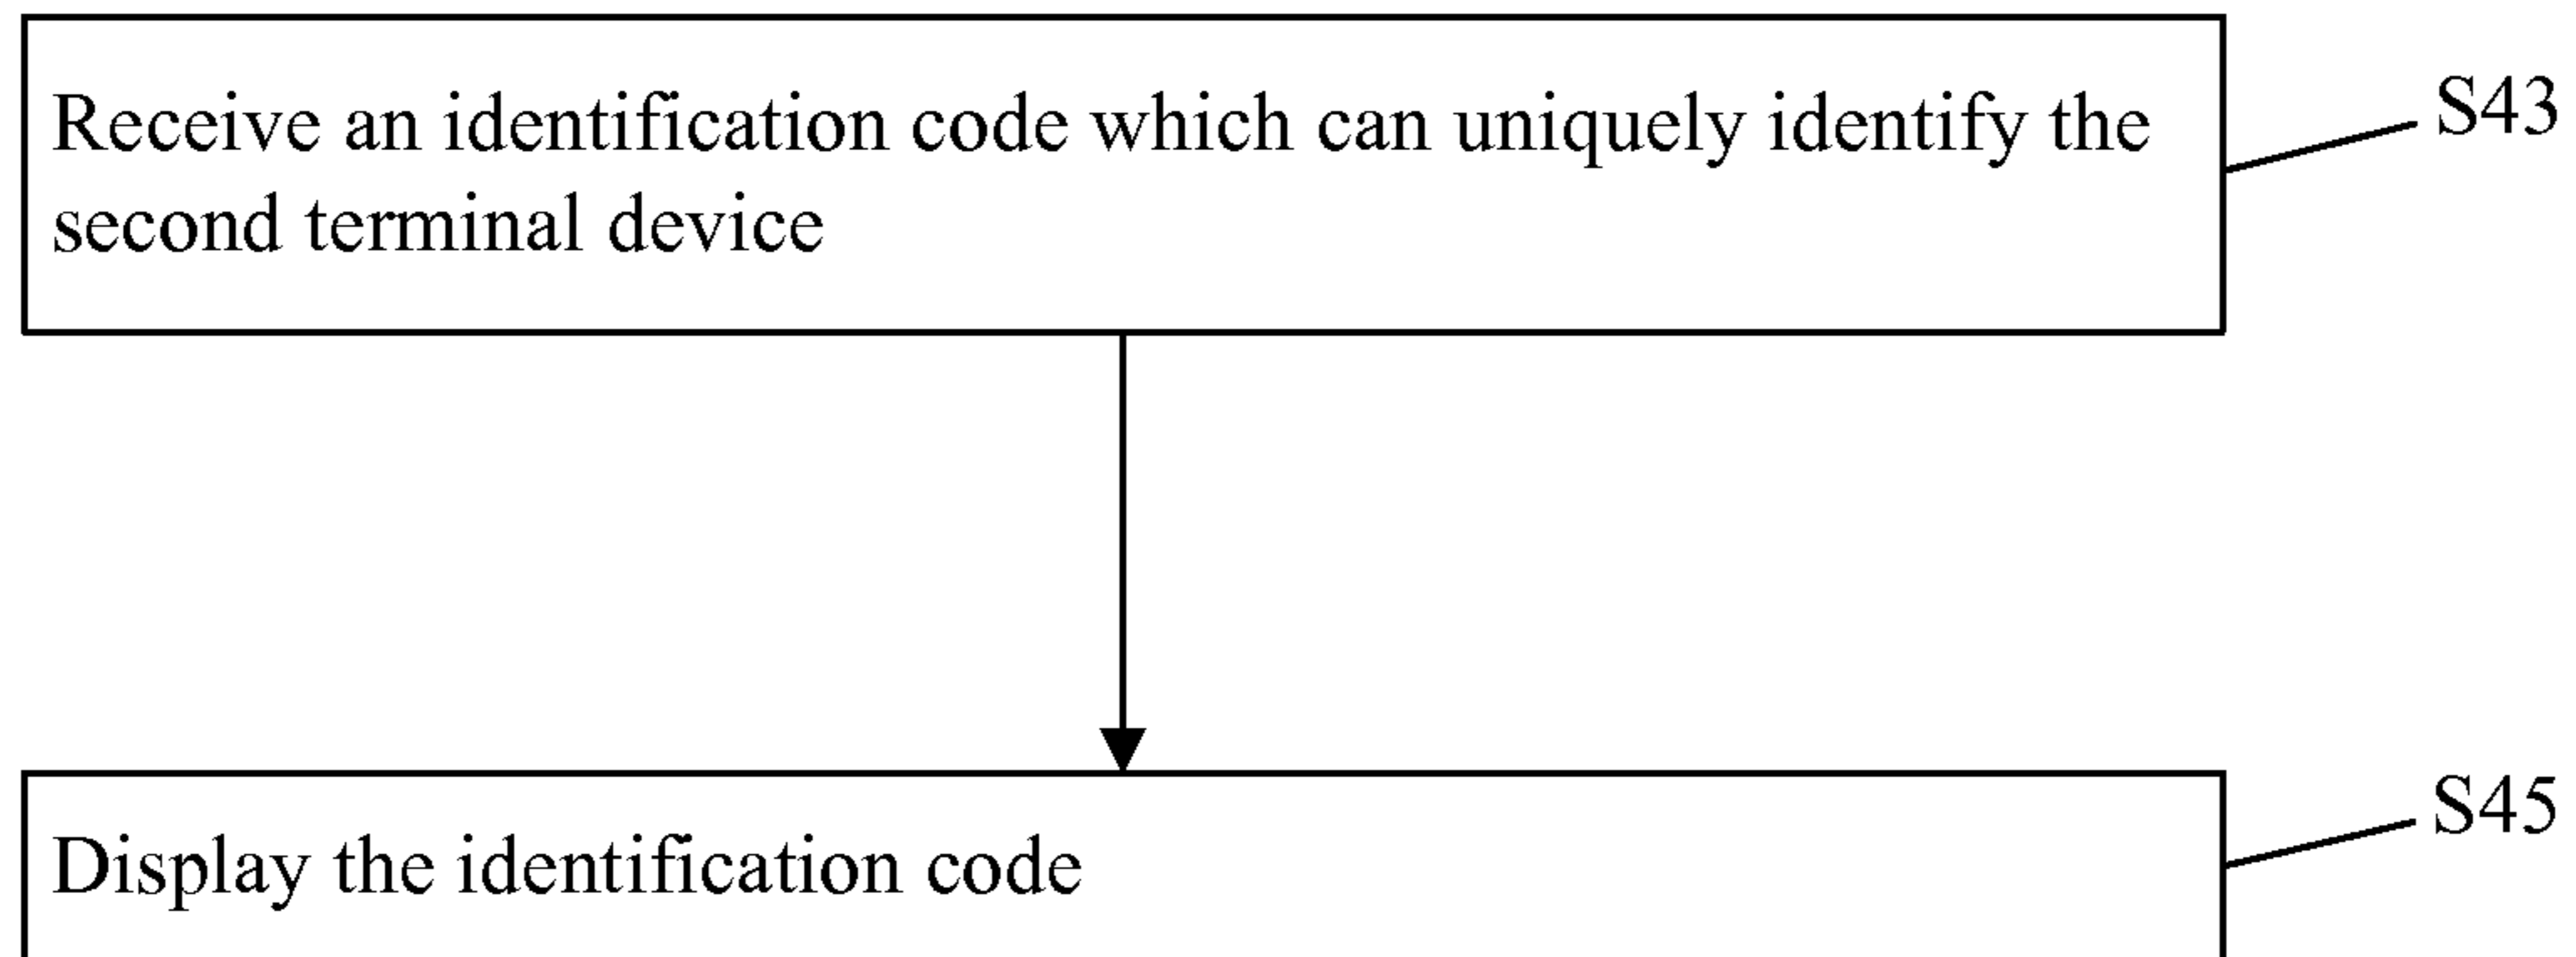 Receive an identification code which can uniquely identify the
second terminal device
S43
Display the identification code
S45